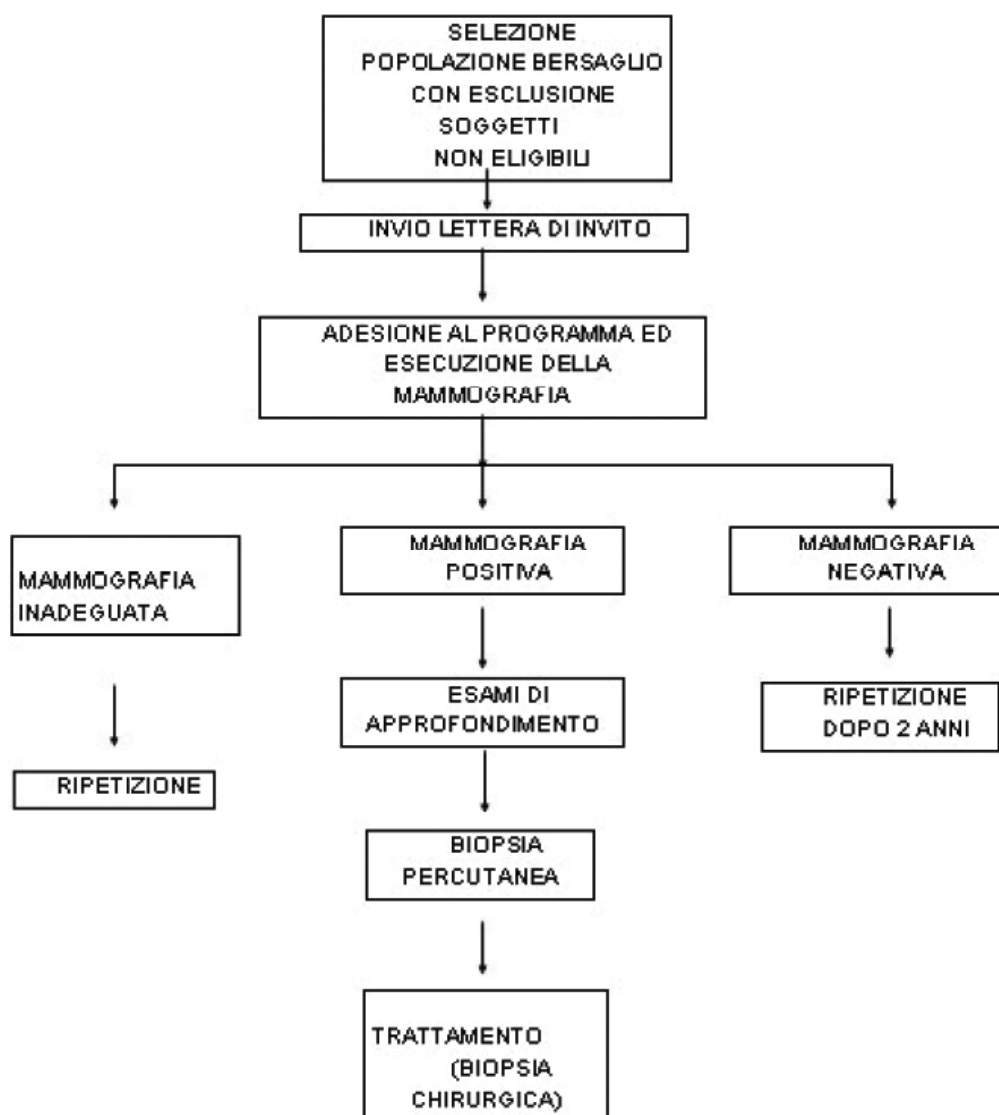 SELEZIONE
POPOLAZIONE BERSAGLIO
CON ESCLUSIONE
SOGGETTI
NON ELIGIBILI
INVIO LETTERA DI INVITO
ADESIONE AL PROGRAMMA ED
ESECUZIONE DELLA
MAMMOGRAFIA
MAMMOGRAFIA
INADEGUATA
RIPETIZIONE
MAMMOGRAFIA
POSITIVA
ESAMI DI
APPROFONDIMENTO
BIOPSIA
PERCUTANEA
TRATTAMENTO
(BIOPSIA
CHIRURGICA)
MAMMOGRAFIA
NEGATIVA
RIPETIZIONE
DOPO 2 ANNI